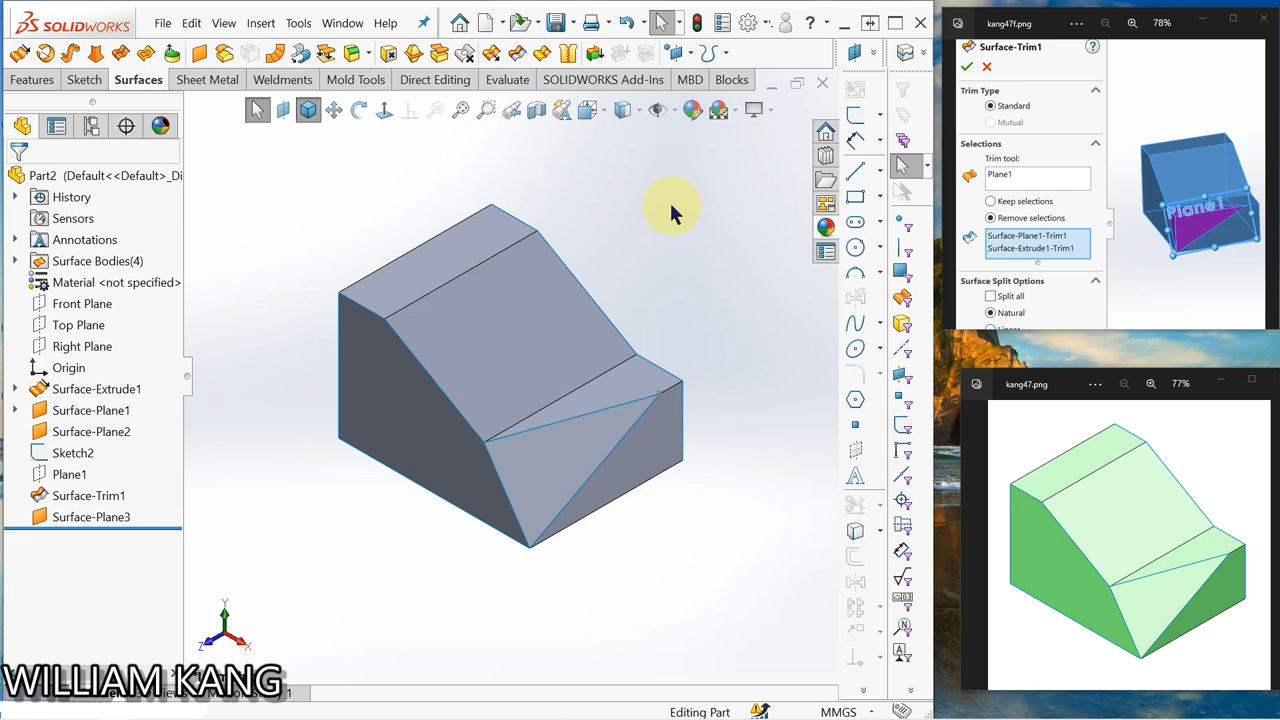 SOLIDWORKS
File Edit View Insert Tools Window Help
Features Sketch Surfaces Sheet Metal Weldments Mold Tools Direct Editing Evaluate SOLIDWORKS Add-Ins MBD Blocks
Part2 (Default<<Default>_Di
History
Sensors
Annotations
Surface Bodies(4)
Material <not specified>
Front Plane
Top Plane
Right Plane
Origin
Surface-Extrude1
Surface-Plane1
Surface-Plane2
Sketch2
Plane1
Surface-Trim1
Surface-Plane3
Y
Z
X
WILLIAM KANG
Editing Part
MMGS
kang47f.png
78%
Surface-Trim1
Trim Type
Standard
Mutual
Selections
Trim tool:
Plane1
Keep selections
Remove selections
Surface-Plane1-Trim1
Surface-Extrude1-Trim1
Surface Split Options
Split all
Natural
Plane1
kang47.png
77%